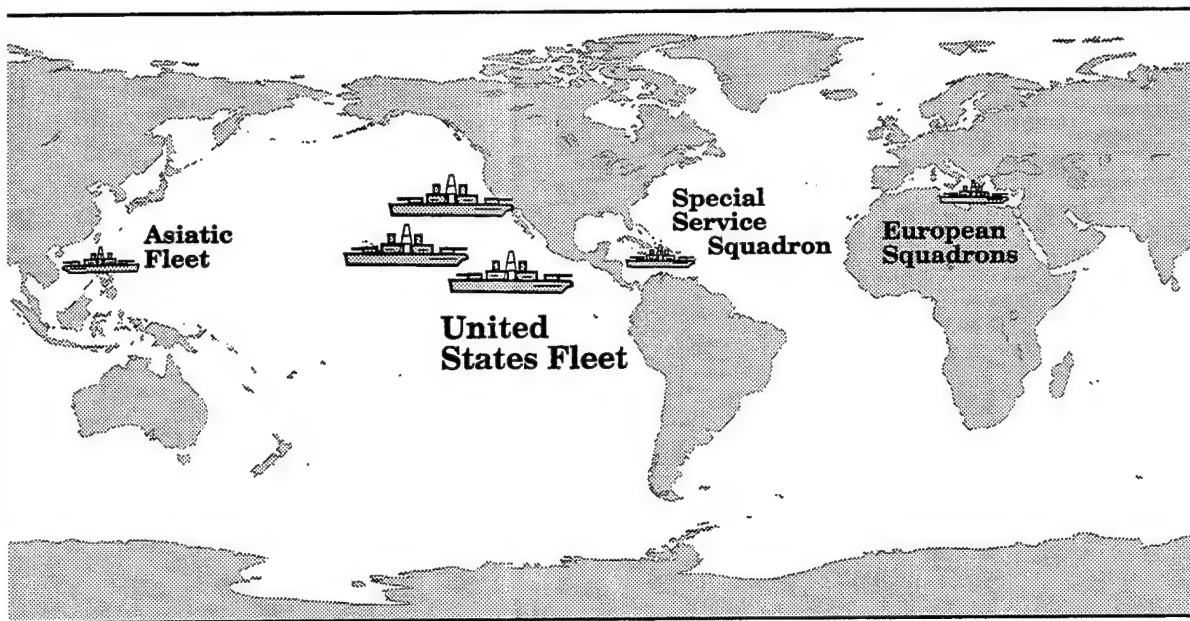 Asiatic
Fleet
United
States Fleet
Special
Service
Squadron
European
Squadrons